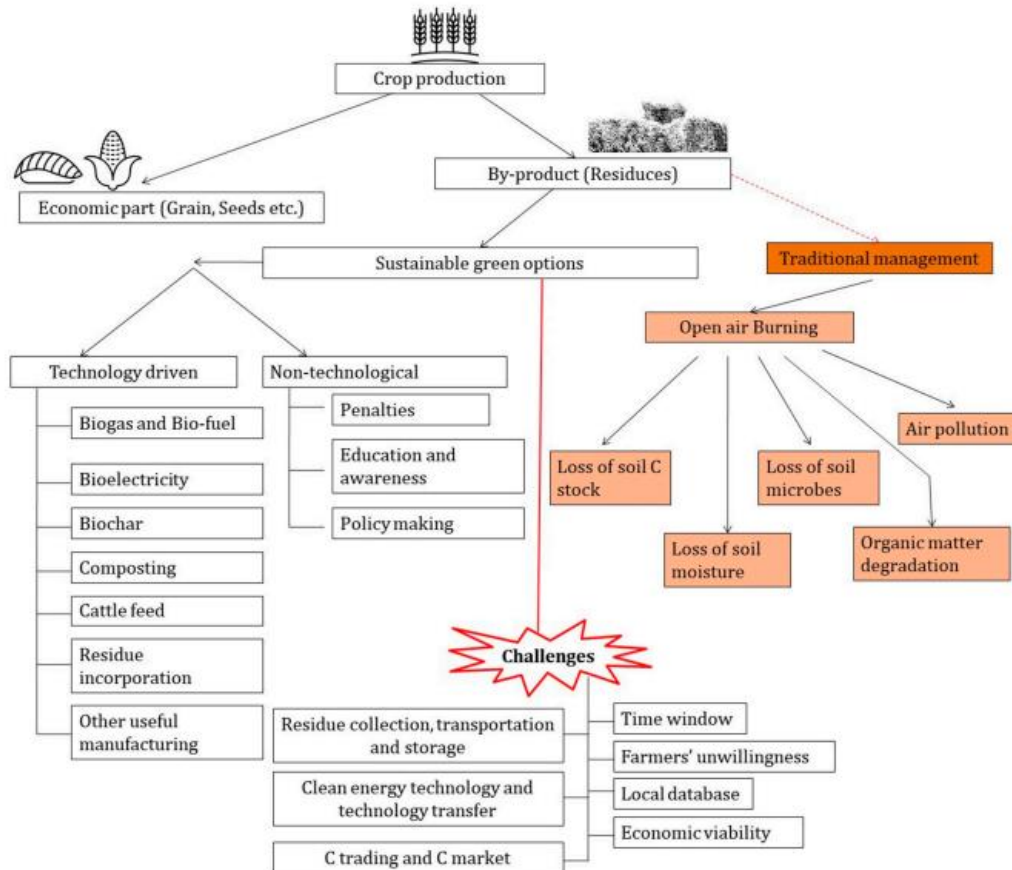 Crop production
By-product (Residuces)
Economic part (Grain, Seeds etc.)
Sustainable green options
Traditional management
Open air Burning
Technology driven
Non-technological
Biogas and Bio-fuel
Bioelectricity
Biochar
Composting
Cattle feed
Residue
incorporation
Other useful
manufacturing
Penalties
Education and
awareness
Policy making
Loss of soil C
stock
Loss of soil
moisture
Loss of soil
microbes
Organic matter
degradation
Air pollution
Challenges
Residue collection, transportation
and storage
Clean energy technology and
technology transfer
C trading and C market
Time window
Farmers' unwillingness
Local database
Economic viability